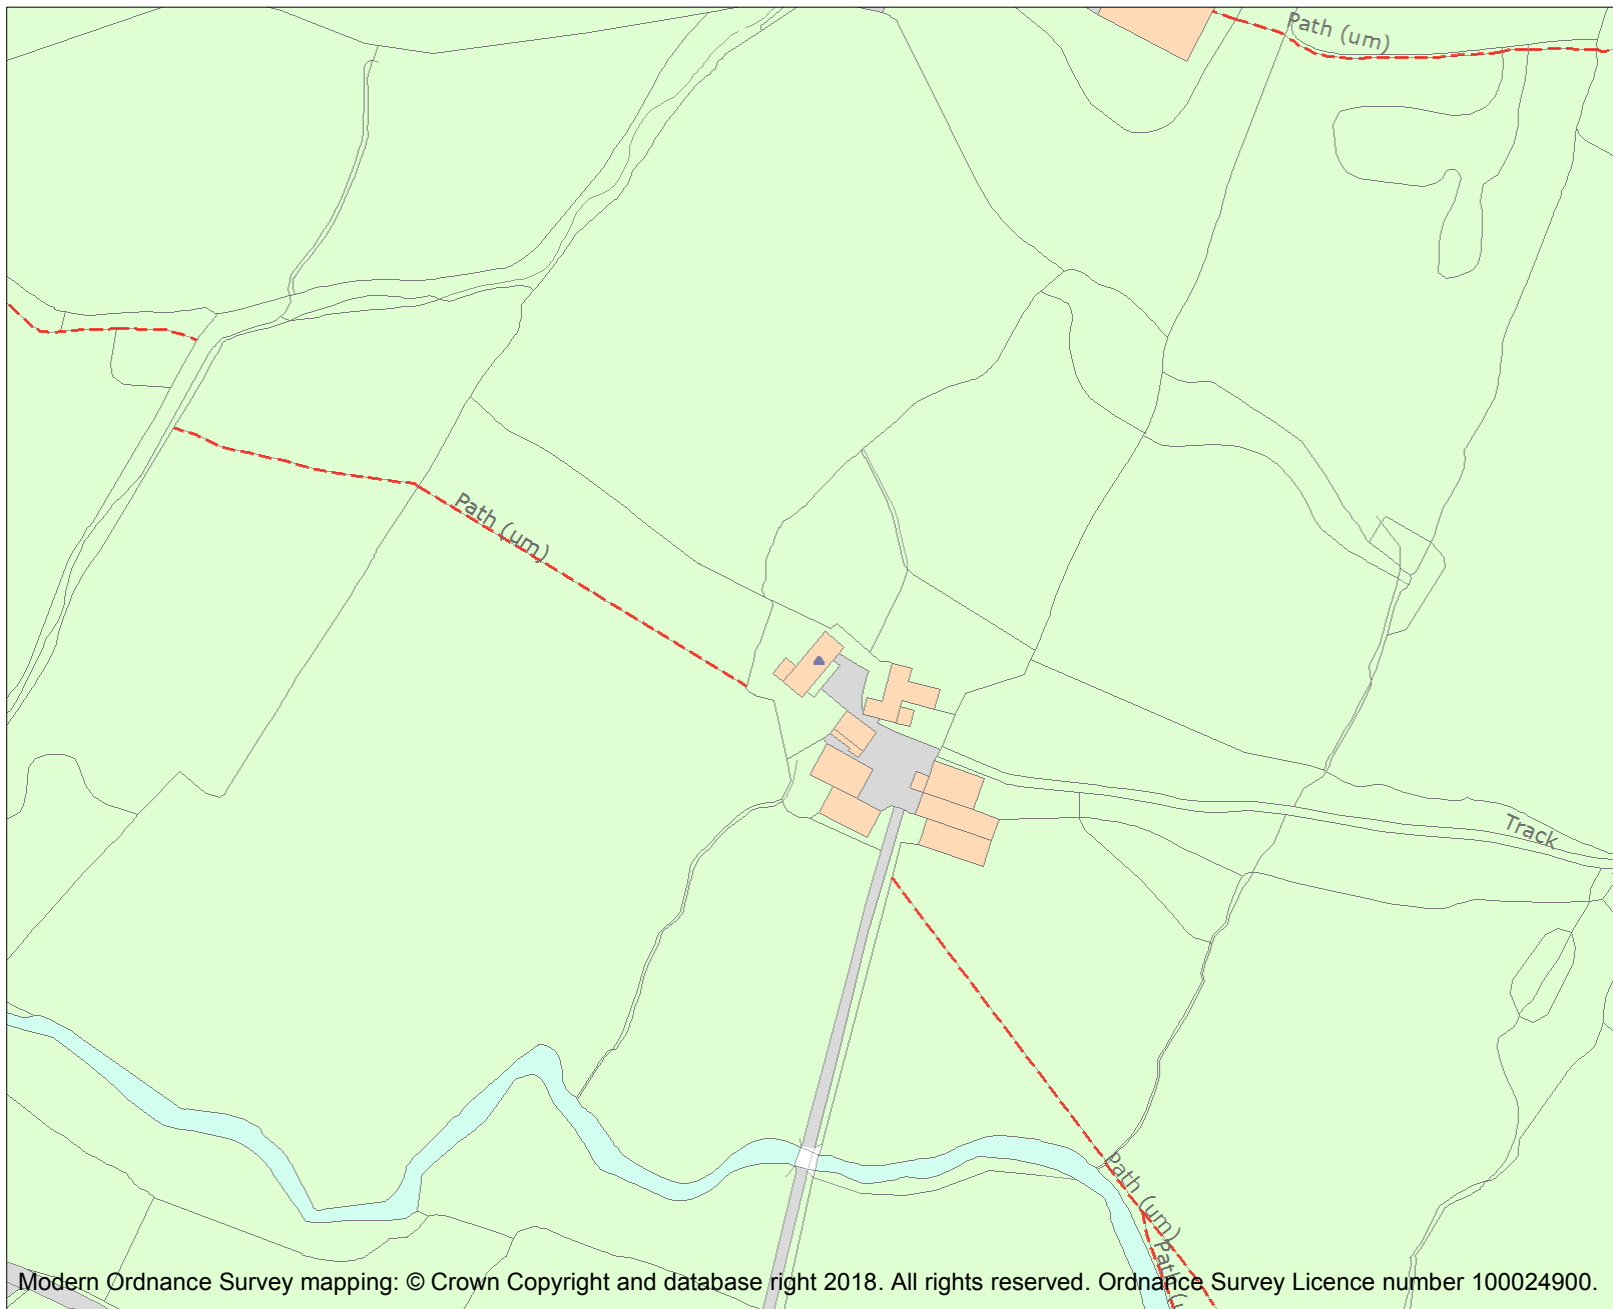 Path (um)
Path (um)
Track
Path (um)
Path (u
Modern Ordnance Survey mapping: © Crown Copyright and database right 2018. All rights reserved. Ordnance Survey Licence number 100024900.